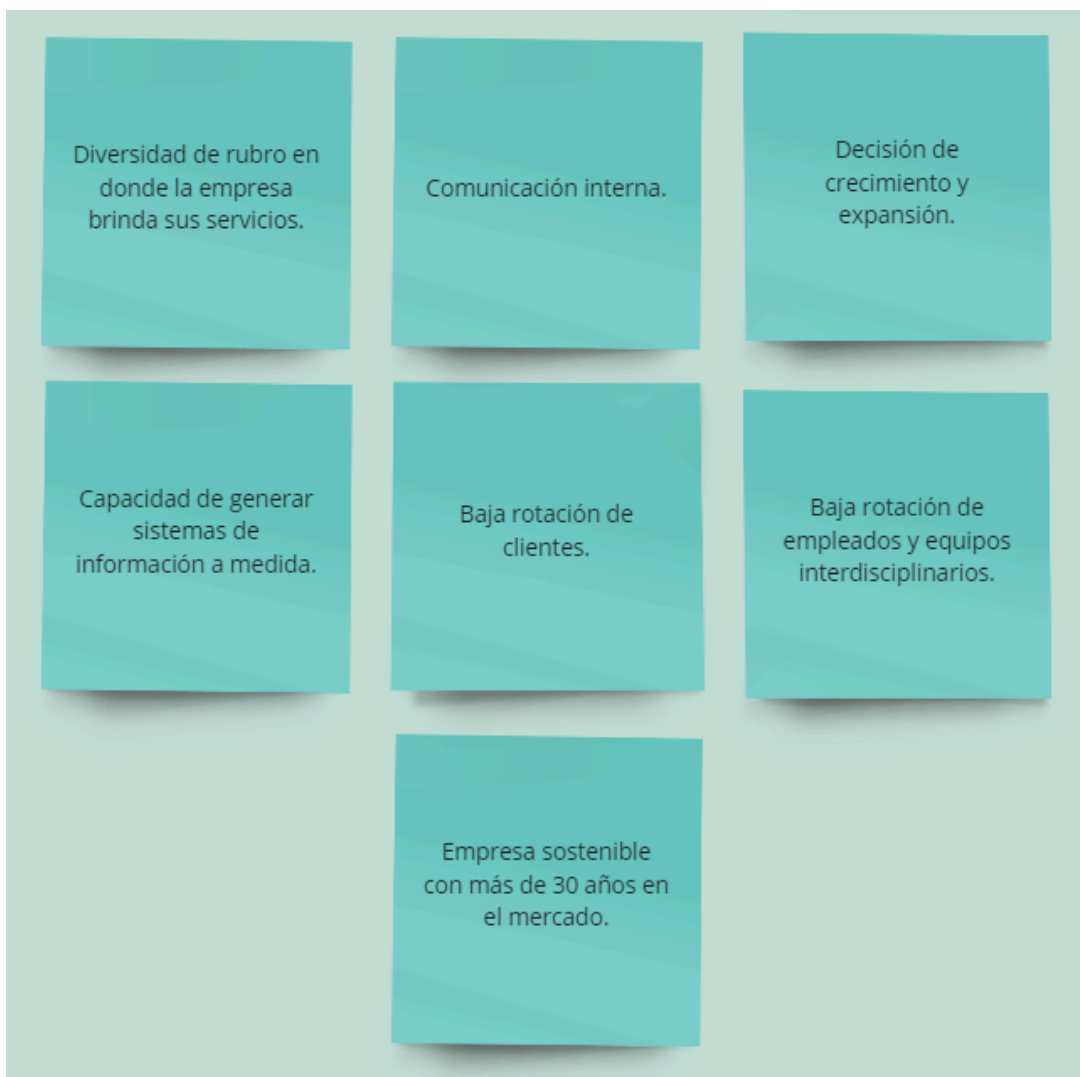 Diversidad de rubro en
donde la empresa
brinda sus servicios.
Comunicación interna.
Decisión de
crecimiento y
expansión.
Capacidad de generar
sistemas de
información a medida.
Baja rotación de
clientes.
Baja rotación de
empleados y equipos
interdisciplinarios.
Empresa sostenible
con más de 30 años en
el mercado.